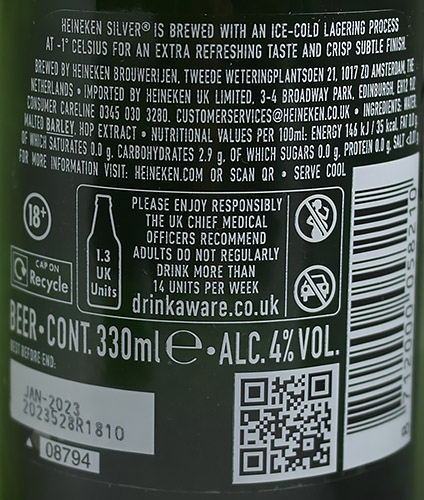 HEINEKEN SILVER® IS BREWED WITH AN ICE-COLD LAGERING PROCESS
AT -1° CELSIUS FOR AN EXTRA REFRESHING TASTE AND CRISP SUBTLE FINISH.
BREWED BY HEINEKEN BROUWERIJEN, TWEEDE WETERINGPLANTSOEN 21, 1017 ZD AMSTERDAM, THE
NETHERLANDS • IMPORTED BY HEINEKEN UK LIMITED, 3-4 BROADWAY PARK, EDINBURGH, EH12 9JZ
CONSUMER CARELINE 0345 030 3280. CUSTOMERSERVICES@HEINEKEN.CO.UK • INGREDIENTS: WATER,
MALTED BARLEY, HOP EXTRACT • NUTRITIONAL VALUES PER 100ml: ENERGY 146 kJ / 35 kcal, FAT 0.0 g,
OF WHICH SATURATES 0.0 g, CARBOHYDRATES 2.9 g, OF WHICH SUGARS 0.0 g, PROTEIN 0.0 g, SALT
FOR MORE INFORMATION VISIT: HEINEKEN.COM OR SCAN QR • SERVE COOL
18+
CAP ON
Recycle
1.3
UK
Units
PLEASE ENJOY RESPONSIBLY
THE UK CHIEF MEDICAL
OFFICERS RECOMMEND
ADULTS DO NOT REGULARLY
DRINK MORE THAN
14 UNITS PER WEEK
drinkaware.co.uk
BEER • CONT. 330ml e • ALC. 4% VOL.
BEST BEFORE END:
JAN-2023
2023528R1810
08794
8 712000 058210